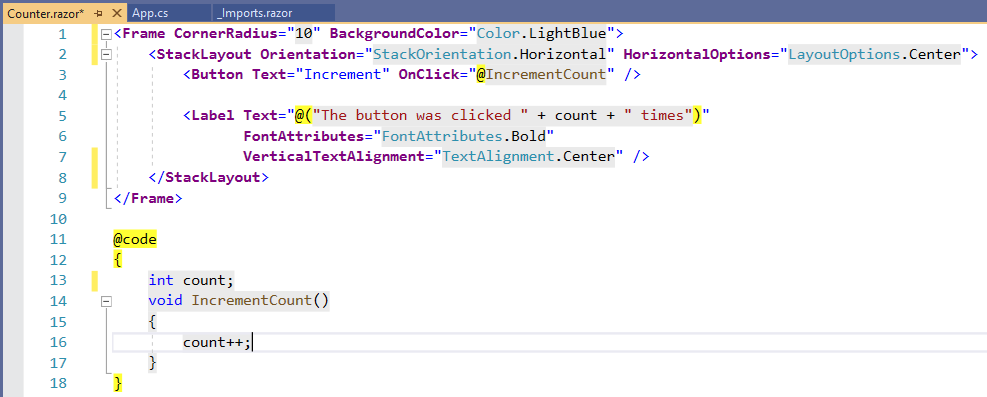 Counter.razor*
App.cs
_Imports.razor
1 <Frame CornerRadius="10" BackgroundColor="Color.LightBlue">
2 <StackLayout Orientation="StackOrientation.Horizontal" HorizontalOptions="LayoutOptions.Center">
3 <Button Text="Increment" OnClick="@IncrementCount" />
4
5 <Label Text="@("The button was clicked " + count + " times")"
6 FontAttributes="FontAttributes.Bold"
7 VerticalTextAlignment="TextAlignment.Center" />
8 </StackLayout>
9 </Frame>
10
11 @code
12 {
13 int count;
14 void IncrementCount()
15 {
16 count++;
17 }
18 }